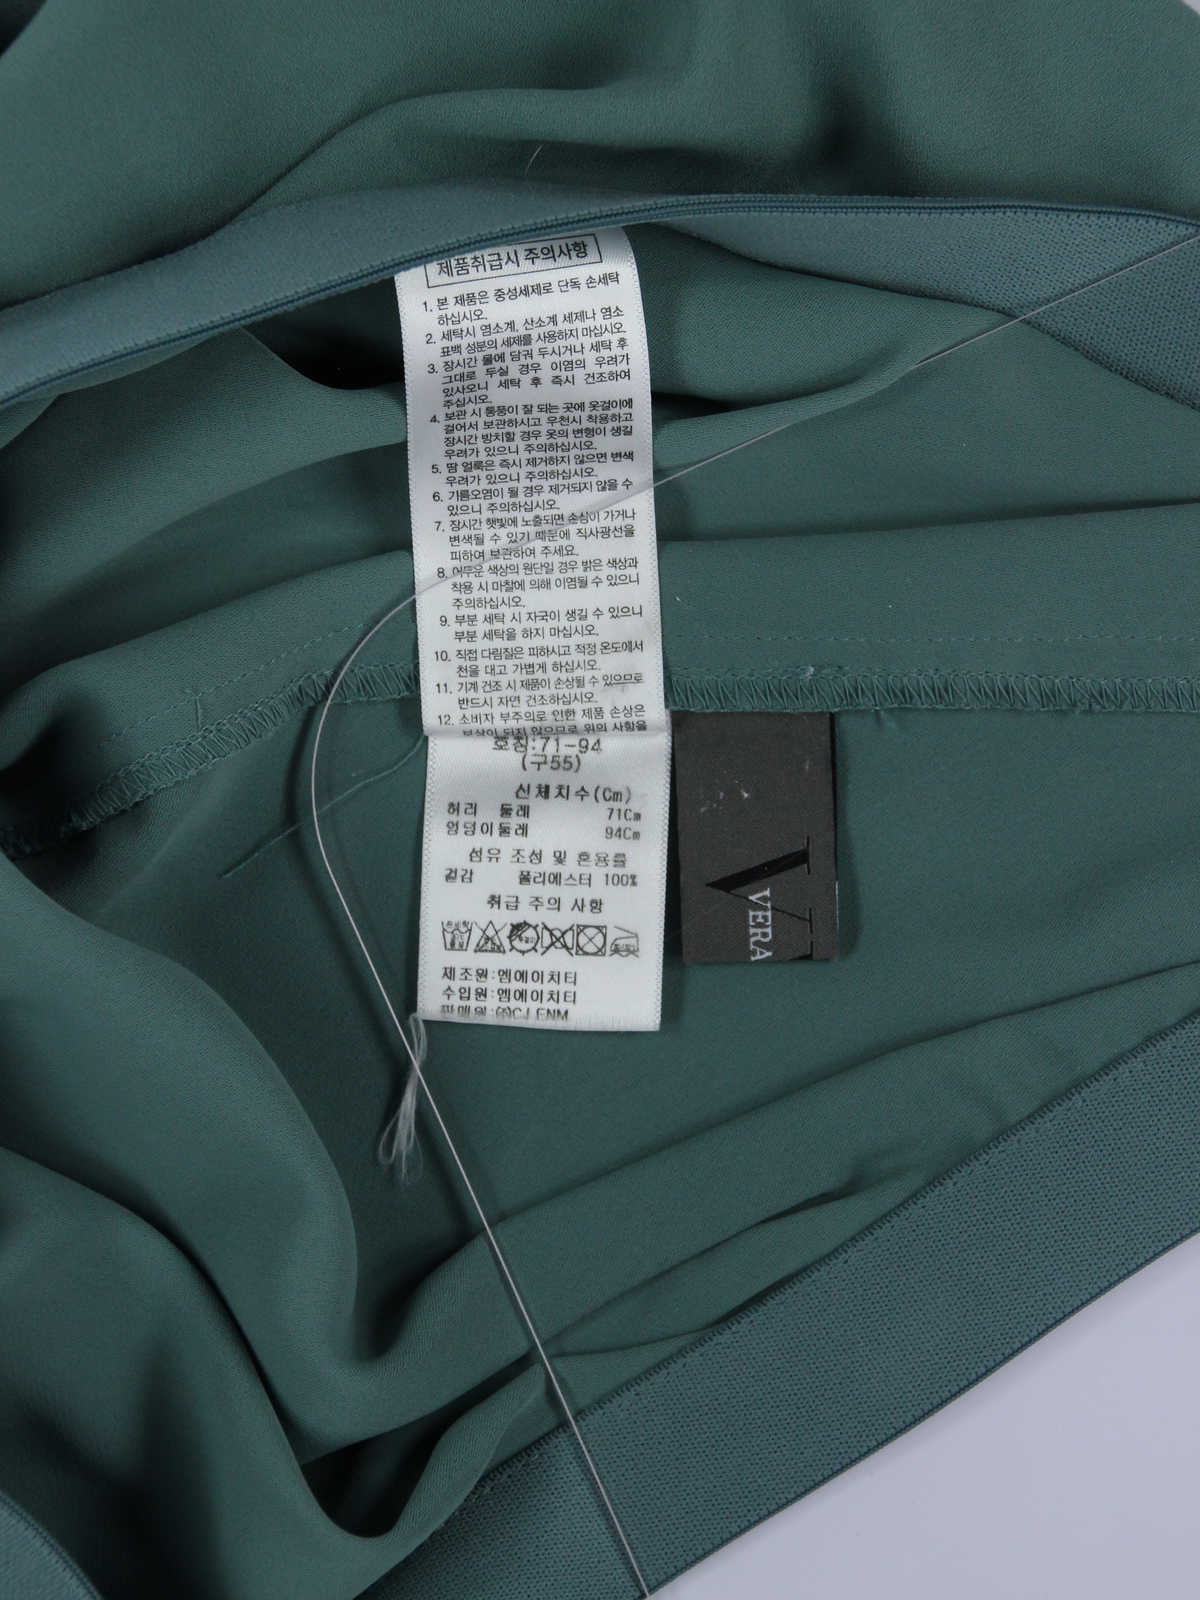 제품취급시 주의사항
1. 본 제품은 중성세제로 단독 손세탁
하십시오.
2. 세탁시 염소계, 산소계 세제나 염소
표백 성분의 세제를 사용하지 마십시오.
3. 장시간 물에 담궈 두시거나 세탁 후
그대로 두실 경우 이염의 우려가
있사오니 세탁 후 즉시 건조하여
주십시오.
4. 보관 시 통풍이 잘 되는 곳에 옷걸이에
걸어서 보관하시고 우천시 착용하고
장시간 방치할 경우 옷의 변형이 생길
우려가 있으니 주의하십시오.
5. 땀 얼룩은 즉시 제거하지 않으면 변색
우려가 있으니 주의하십시오.
6. 기름오염이 될 경우 제거되지 않을 수
있으니 주의하십시오.
7. 장시간 햇빛에 노출되면 손상이 가거나
변색될 수 있기 때문에 직사광선을
피하여 보관하여 주세요.
8. 어두운 색상의 원단일 경우 밝은 색상과
착용 시 마찰에 의해 이염될 수 있으니
주의하십시오.
9. 부분 세탁 시 자국이 생길 수 있으니
부분 세탁을 하지 마십시오.
10. 직접 다림질은 피하시고 적정 온도에서
천을 대고 가볍게 하십시오.
11. 기계 건조 시 제품이 손상될 수 있으므로
반드시 자연 건조하십시오.
12. 소비자 부주의로 인한 제품 손상은
보상이 되지 않으므로 위의 사항을
호칭:71-94
(구55)
신체치수(Cm)
허리 둘레 71Cm
엉덩이둘레 94Cm
섬유 조성 및 혼용률
겉감 폴리에스터 100%
취급 주의 사항
제조원:엠에이치티
수입원:엠에이치티
판매원:㈜CJ ENM
VERA